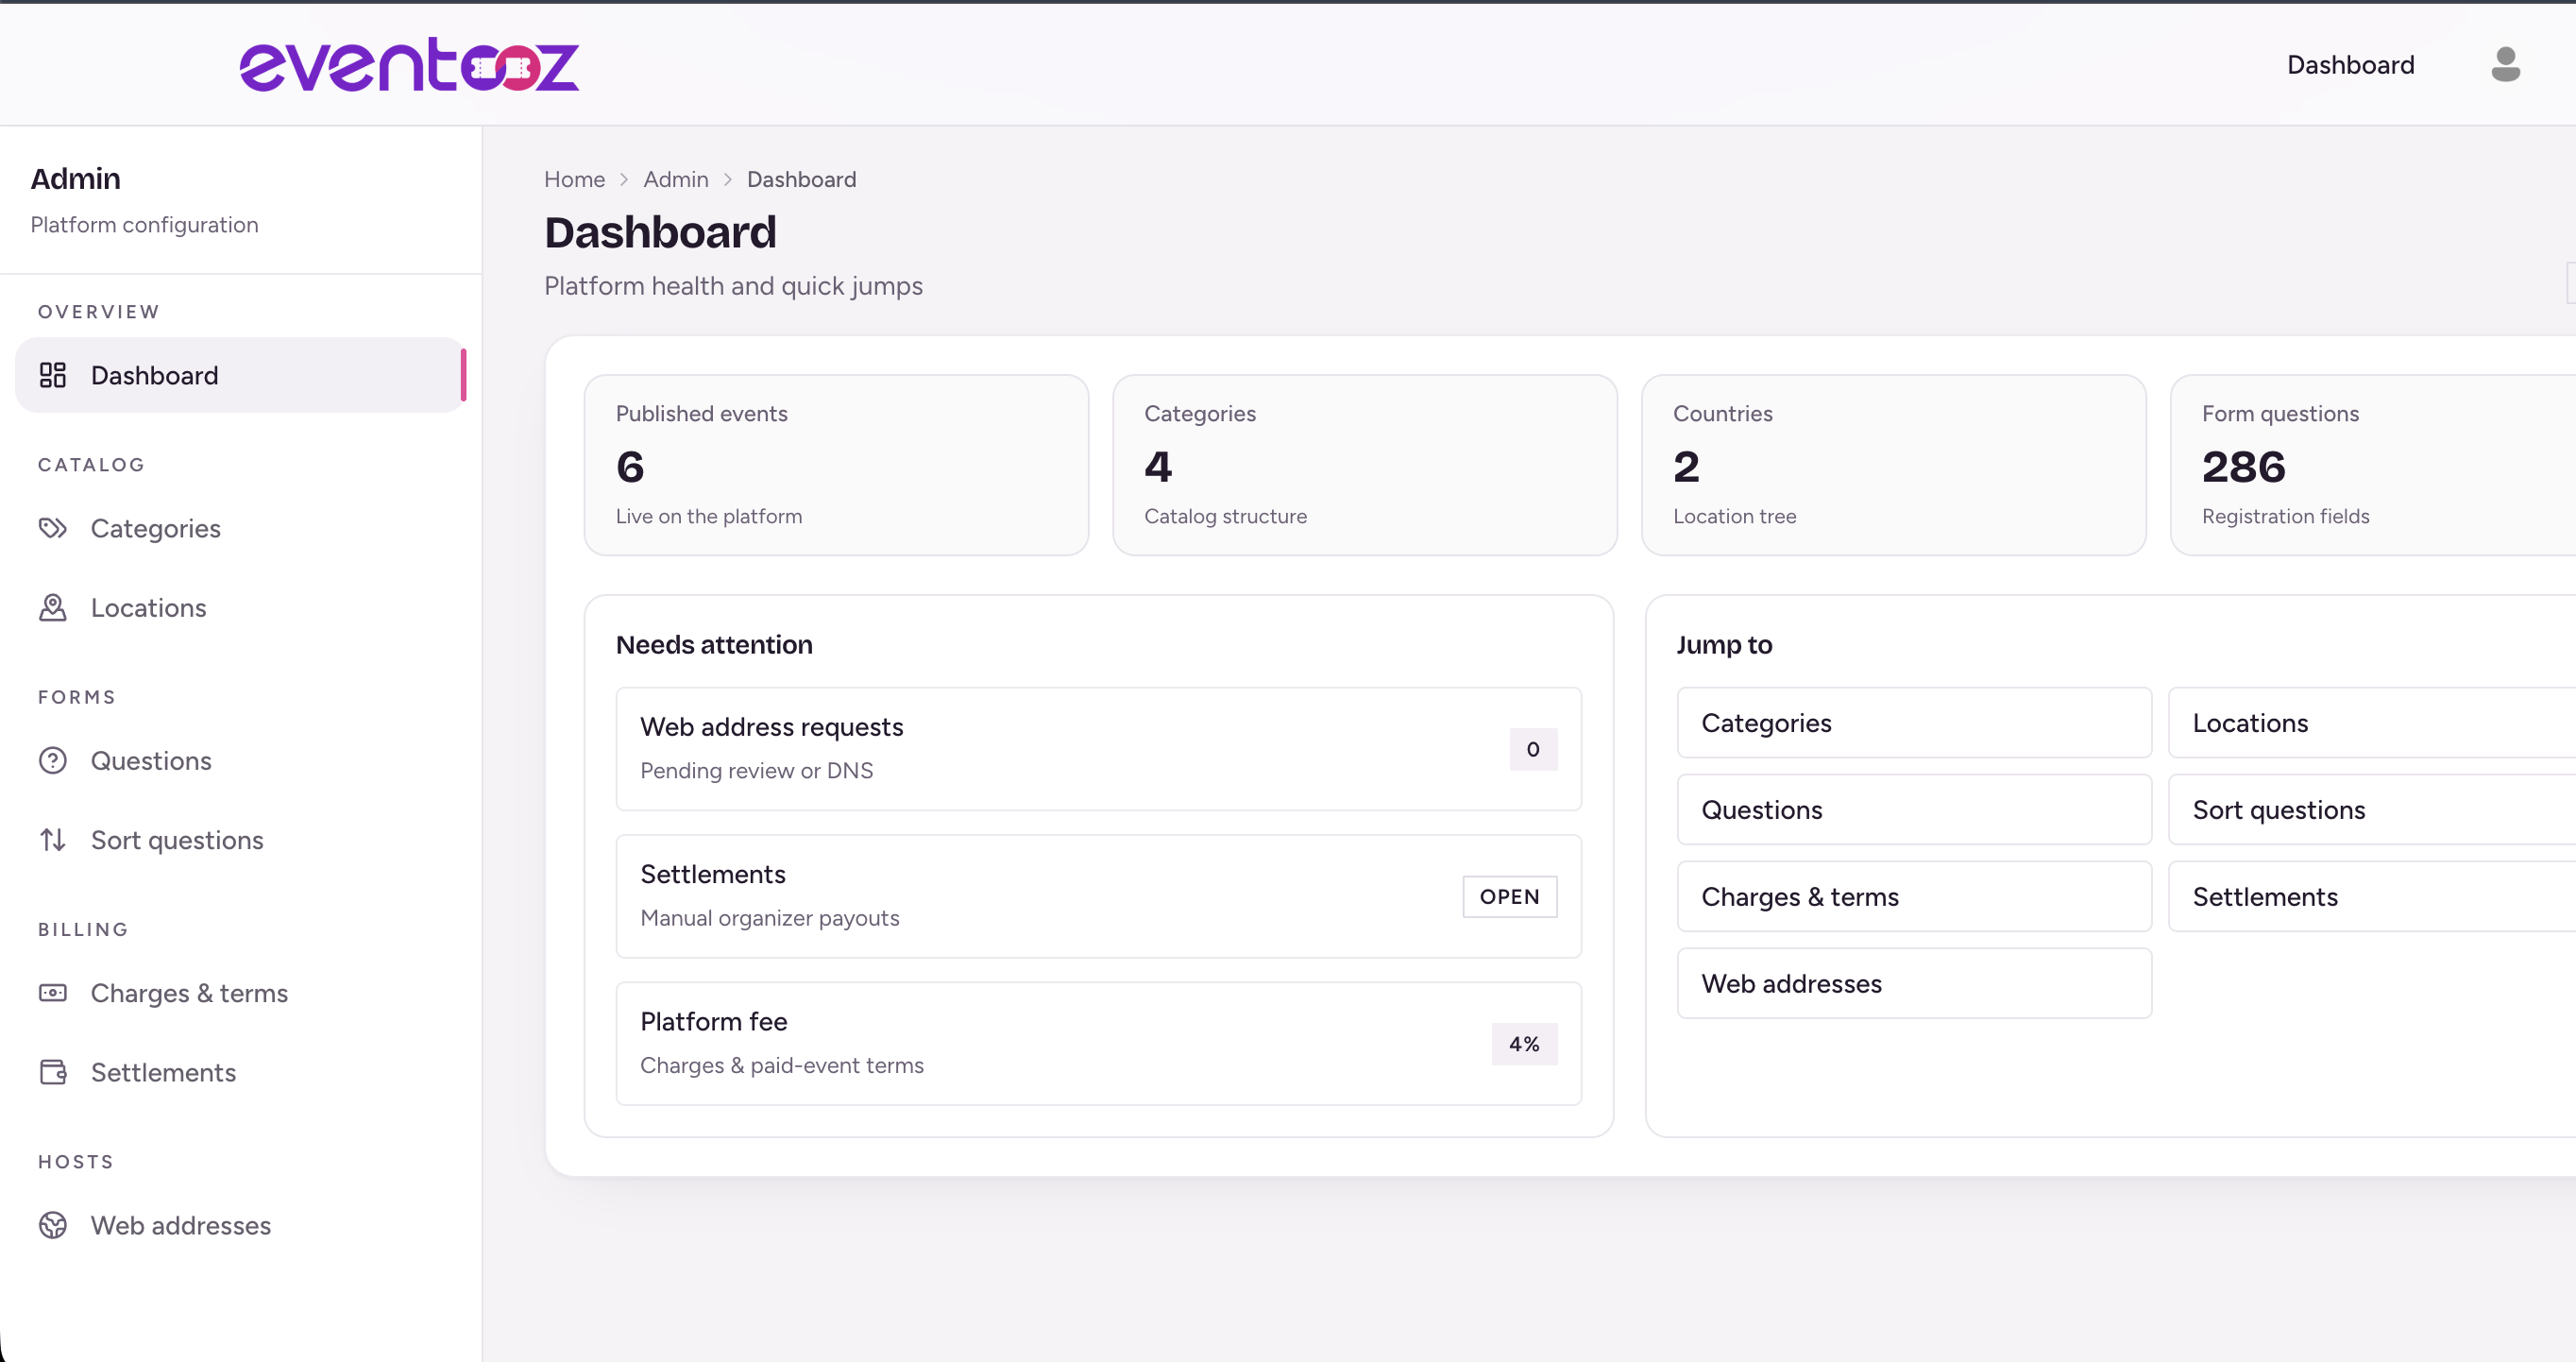 eventooz
Dashboard
Admin
Platform configuration
OVERVIEW
Dashboard
CATALOG
Categories
Locations
FORMS
Questions
Sort questions
BILLING
Charges & terms
Settlements
HOSTS
Web addresses
Home > Admin > Dashboard
Dashboard
Platform health and quick jumps
Published events
6
Live on the platform
Categories
4
Catalog structure
Countries
2
Location tree
Form questions
286
Registration fields
Needs attention
Web address requests
Pending review or DNS
0
Settlements
Manual organizer payouts
OPEN
Platform fee
Charges & paid-event terms
4%
Jump to
Categories
Locations
Questions
Sort questions
Charges & terms
Settlements
Web addresses